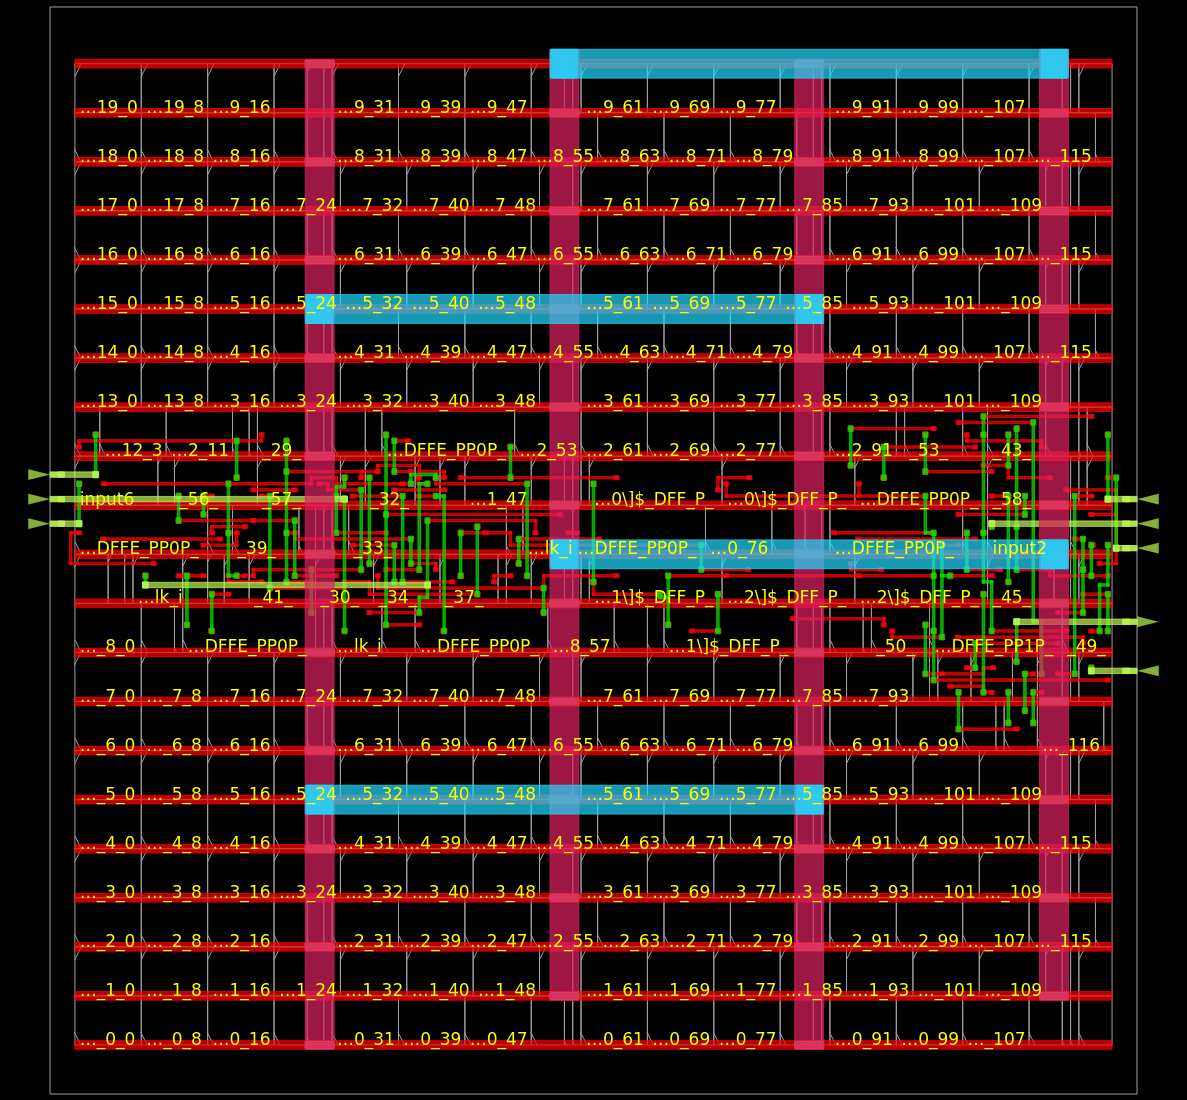 ...19_0 ...19_8 ...9_16 ...9_31 ...9_39 ...9_47 ...9_61 ...9_69 ...9_77 ...9_91 ...9_99 ..._107
...18_0 ...18_8 ...8_16 ...8_31 ...8_39 ...8_47 ...8_55 ...8_63 ...8_71 ...8_79 ...8_91 ...8_99 ..._107 ..._115
...17_0 ...17_8 ...7_16 ...7_24 ...7_32 ...7_40 ...7_48 ...7_61 ...7_69 ...7_77 ...7_85 ...7_93 ..._101 ..._109
...16_0 ...16_8 ...6_16 ...6_31 ...6_39 ...6_47 ...6_55 ...6_63 ...6_71 ...6_79 ...6_91 ...6_99 ..._107 ..._115
...15_0 ...15_8 ...5_16 ...5_24 ...5_32 ...5_40 ...5_48 ...5_61 ...5_69 ...5_77 ...5_85 ...5_93 ..._101 ..._109
...14_0 ...14_8 ...4_16 ...4_31 ...4_39 ...4_47 ...4_55 ...4_63 ...4_71 ...4_79 ...4_91 ...4_99 ..._107 ..._115
...13_0 ...13_8 ...3_16 ...3_24 ...3_32 ...3_40 ...3_48 ...3_61 ...3_69 ...3_77 ...3_85 ...3_93 ..._101 ..._109
...12_3 ...2_11 _29_ ...DFFE_PP0P_ ...2_53 ...2_61 ...2_69 ...2_77 ...2_91 _53_ _43_
input6 _56_ _57_ _32_ ...1_47 ...0\]$_DFF_P_ ...0\]$_DFF_P_ ...DFFE_PP0P_ _58_
...DFFE_PP0P_ _39_ _33_ ...lk_i ...DFFE_PP0P_ ...0_76 ...DFFE_PP0P_ input2
...lk_i _41_ _30_ _34_ _37_ ...1\]$_DFF_P_ ...2\]$_DFF_P_ ...2\]$_DFF_P_ _45_
..._8_0 ...DFFE_PP0P_ ...lk_i ...DFFE_PP0P_ ...8_57 ...1\]$_DFF_P_ _50_ ...DFFE_PP1P_ _49_
..._7_0 ..._7_8 ...7_16 ...7_24 ...7_32 ...7_40 ...7_48 ...7_61 ...7_69 ...7_77 ...7_85 ...7_93
..._6_0 ..._6_8 ...6_16 ...6_31 ...6_39 ...6_47 ...6_55 ...6_63 ...6_71 ...6_79 ...6_91 ...6_99 ..._116
..._5_0 ..._5_8 ...5_16 ...5_24 ...5_32 ...5_40 ...5_48 ...5_61 ...5_69 ...5_77 ...5_85 ...5_93 ..._101 ..._109
..._4_0 ..._4_8 ...4_16 ...4_31 ...4_39 ...4_47 ...4_55 ...4_63 ...4_71 ...4_79 ...4_91 ...4_99 ..._107 ..._115
..._3_0 ..._3_8 ...3_16 ...3_24 ...3_32 ...3_40 ...3_48 ...3_61 ...3_69 ...3_77 ...3_85 ...3_93 ..._101 ..._109
..._2_0 ..._2_8 ...2_16 ...2_31 ...2_39 ...2_47 ...2_55 ...2_63 ...2_71 ...2_79 ...2_91 ...2_99 ..._107 ..._115
..._1_0 ..._1_8 ...1_16 ...1_24 ...1_32 ...1_40 ...1_48 ...1_61 ...1_69 ...1_77 ...1_85 ...1_93 ..._101 ..._109
..._0_0 ..._0_8 ...0_16 ...0_31 ...0_39 ...0_47 ...0_61 ...0_69 ...0_77 ...0_91 ...0_99 ..._107